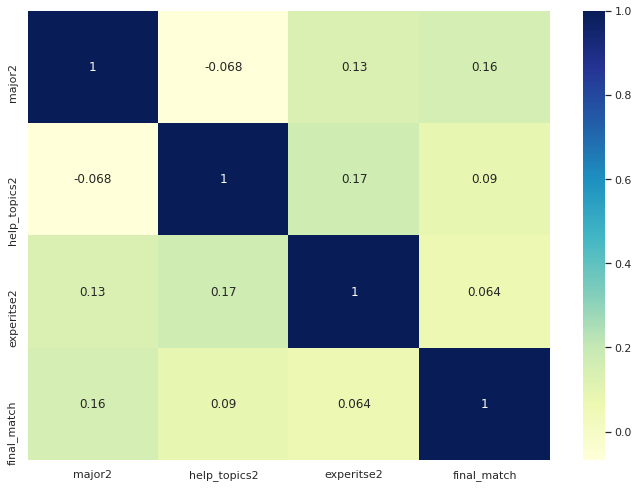 major2 1 -0.068 0.13 0.16
help_topics2 -0.068 1 0.17 0.09
experitse2 0.13 0.17 1 0.064
final_match 0.16 0.09 0.064 1
major2 help_topics2 experitse2 final_match
1.0
0.8
0.6
0.4
0.2
0.0